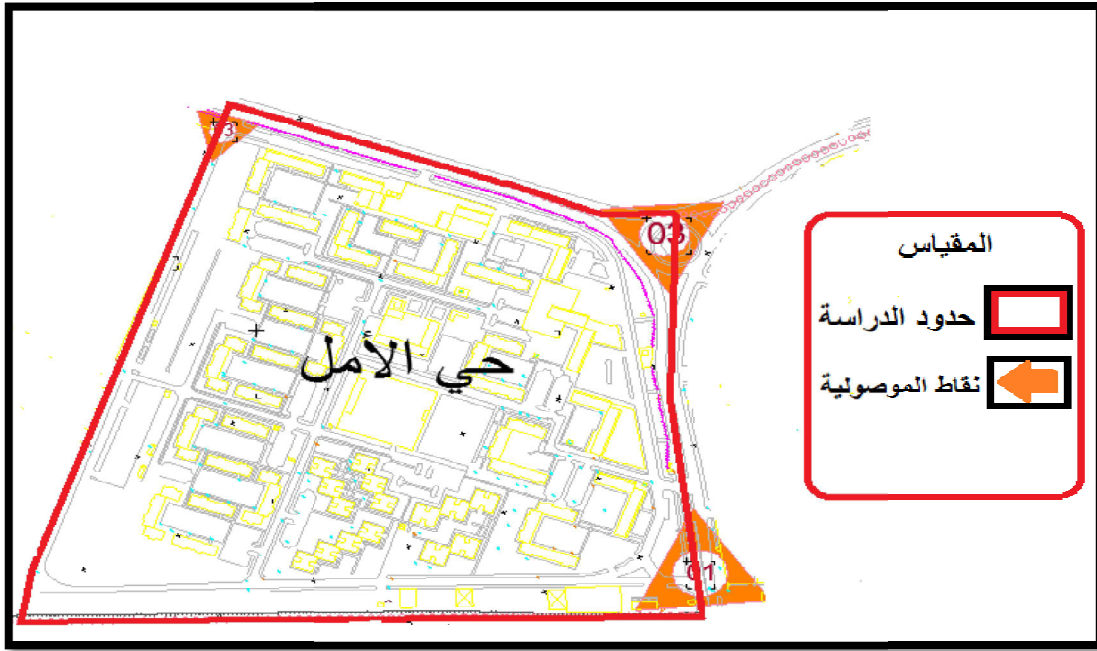 03
03
حي الأمل
01
المقياس
حدود الدراسة
نقاط الموصولية